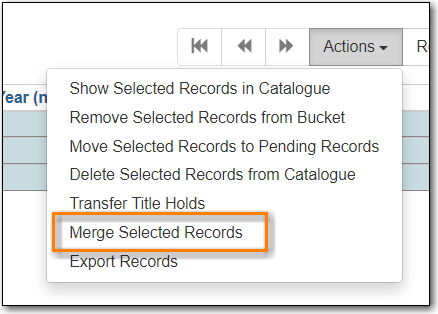 Actions
Year (n
Show Selected Records in Catalogue
Remove Selected Records from Bucket
Move Selected Records to Pending Records
Delete Selected Records from Catalogue
Transfer Title Holds
Merge Selected Records
Export Records